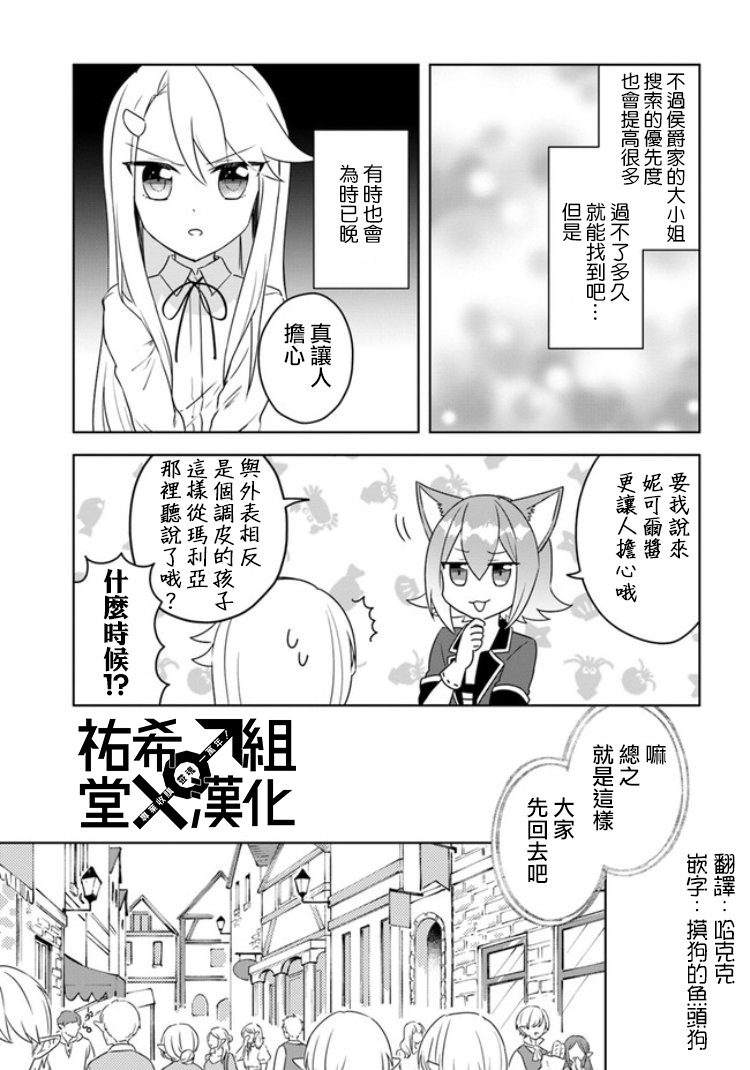 不過侯爵家的大小姐
搜索的優先度
也會提高很多
過不了多久
就能找到吧…
但是
有時也會
為時已晚
真讓人
擔心
要我說來
妮可爾醬
更讓人擔心哦
與外表相反
是個調皮的孩子
這樣從瑪利亞
那裡聽說了哦？
什麼時候!?
嘛
總之
就是這樣
大家
先回去吧
祐希
堂
組
漢化
翻譯：哈克克
嵌字：摸狗的魚頭狗